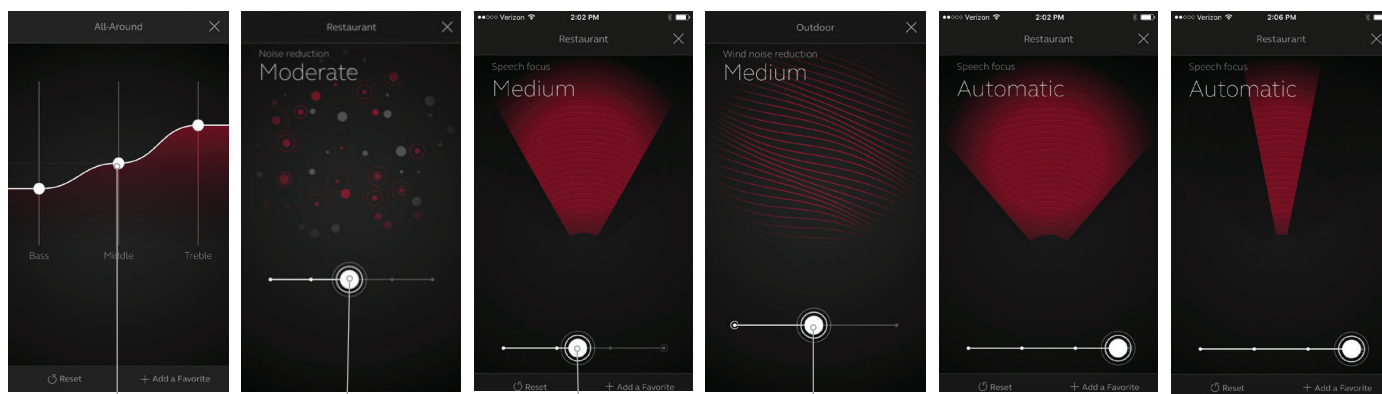 All-Around
Bass
Middle
Treble
Reset
Add a Favorite
Restaurant
Noise reduction
Moderate
Verizon
2:02 PM
Restaurant
Speech focus
Medium
Reset
Add a Favorite
Outdoor
Wind noise reduction
Medium
Verizon
2:02 PM
Restaurant
Speech focus
Automatic
Reset
Add a Favorite
Verizon
2:06 PM
Restaurant
Speech focus
Automatic
Reset
Add a Favorite